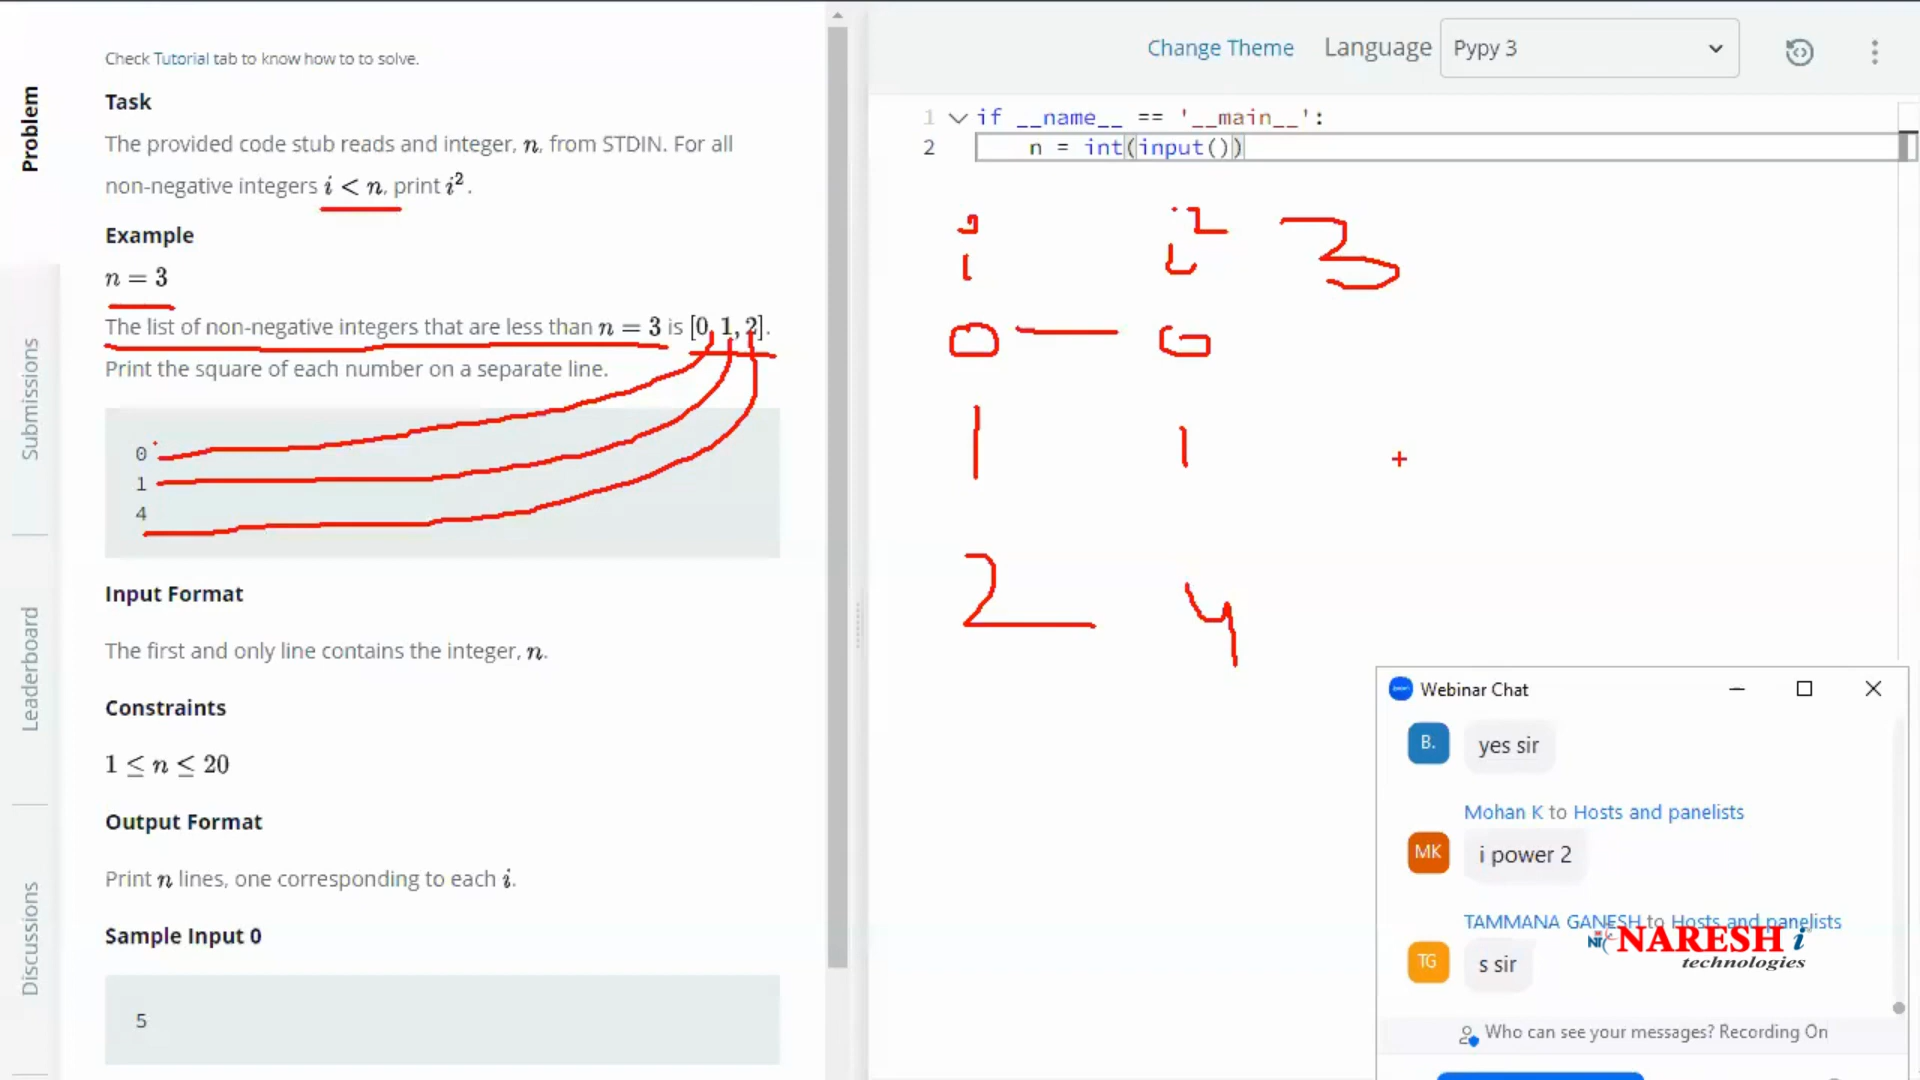 Check Tutorial tab to know how to to solve.
Task
The provided code stub reads and integer, n, from STDIN. For all
non-negative integers i < n, print i².
Example
n = 3
The list of non-negative integers that are less than n = 3 is [0, 1, 2].
Print the square of each number on a separate line.
0
1
4
Input Format
The first and only line contains the integer, n.
Constraints
1 ≤ n ≤ 20
Output Format
Print n lines, one corresponding to each i.
Sample Input 0
5
Problem
Submissions
Leaderboard
Discussions
Change Theme
Language
Pypy 3
1 if __name__ == '__main__':
2 n = int(input())
i i² 3
0 0
1 1
2 4
Webinar Chat
B.
yes sir
Mohan K to Hosts and panelists
MK
i power 2
TAMMANA GANESH to Hosts and panelists
TG
s sir
NARESH i
technologies
Who can see your messages? Recording On